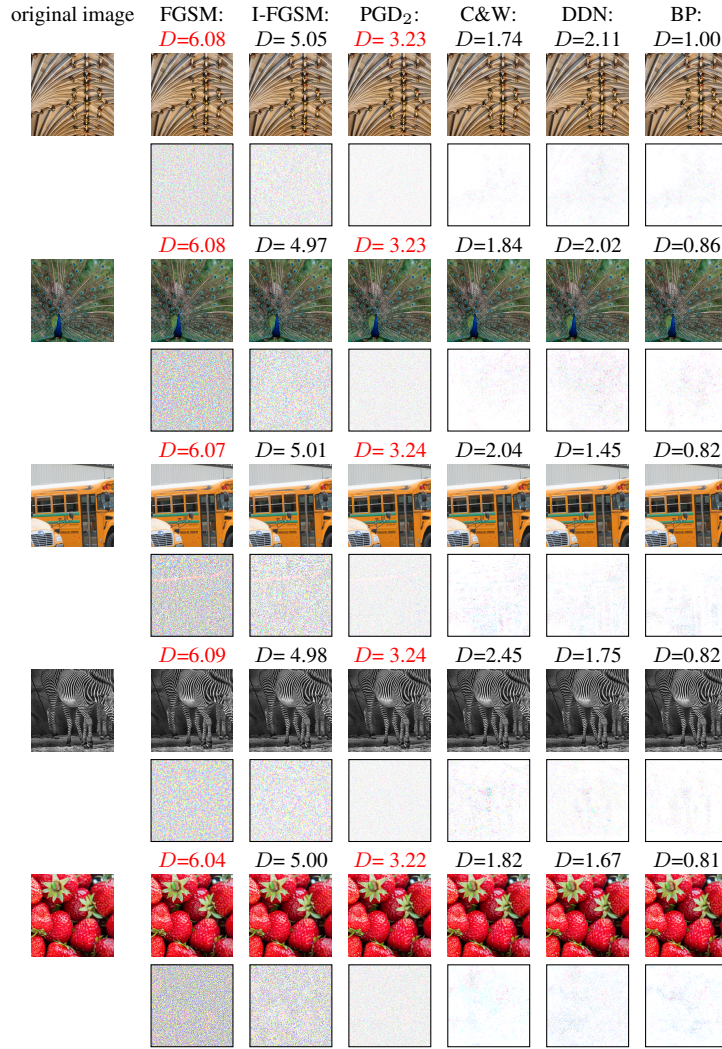 original image FGSM: I-FGSM: PGD₂: C&W: DDN: BP:
D=6.08 D= 5.05 D= 3.23 D=1.74 D=2.11 D=1.00
D=6.08 D= 4.97 D= 3.23 D=1.84 D=2.02 D=0.86
D=6.07 D= 5.01 D= 3.24 D=2.04 D=1.45 D=0.82
D=6.09 D= 4.98 D= 3.24 D=2.45 D=1.75 D=0.82
D=6.04 D= 5.00 D= 3.22 D=1.82 D=1.67 D=0.81